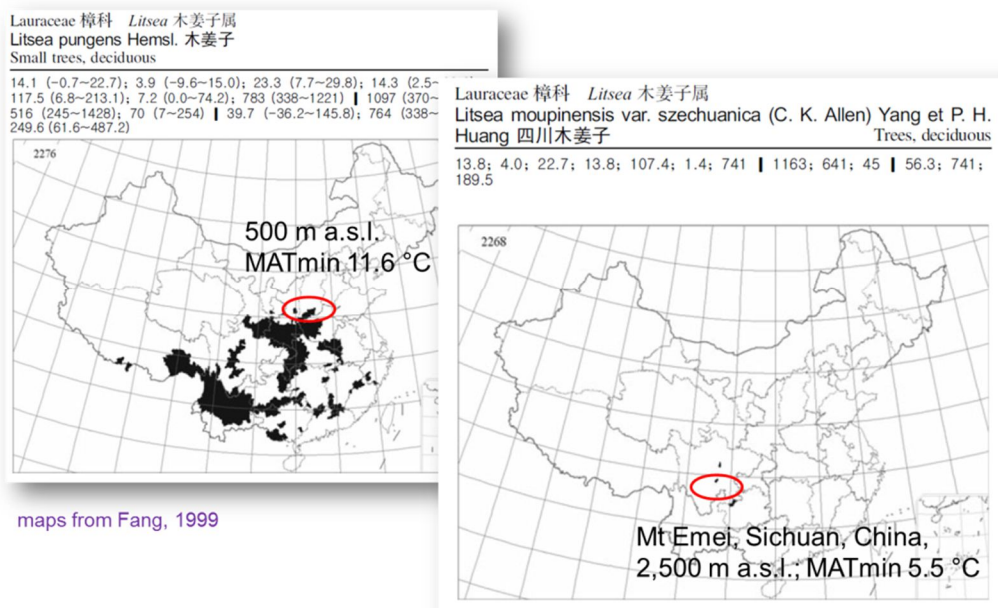 Lauraceae 樟科 Litsea 木姜子属
Litsea pungens Hemsl. 木姜子
Small trees, deciduous
14.1 (−0.7~22.7); 3.9 (−9.6~15.0); 23.3 (7.7~29.8); 14.3 (2.5~
117.5 (6.8~213.1); 7.2 (0.0~74.2); 783 (338~1221) ❙ 1097 (370~
516 (245~1428); 70 (7~254) ❙ 39.7 (−36.2~145.8); 764 (338~
249.6 (61.6~487.2)
2276
500 m a.s.l.
MATmin 11.6 °C
maps from Fang, 1999
Lauraceae 樟科 Litsea 木姜子属
Litsea moupinensis var. szechuanica (C. K. Allen) Yang et P. H.
Huang 四川木姜子 Trees, deciduous
13.8; 4.0; 22.7; 13.8; 107.4; 1.4; 741 ❙ 1163; 641; 45 ❙ 56.3; 741;
189.5
2268
Mt Emei, Sichuan, China,
2,500 m a.s.l.; MATmin 5.5 °C